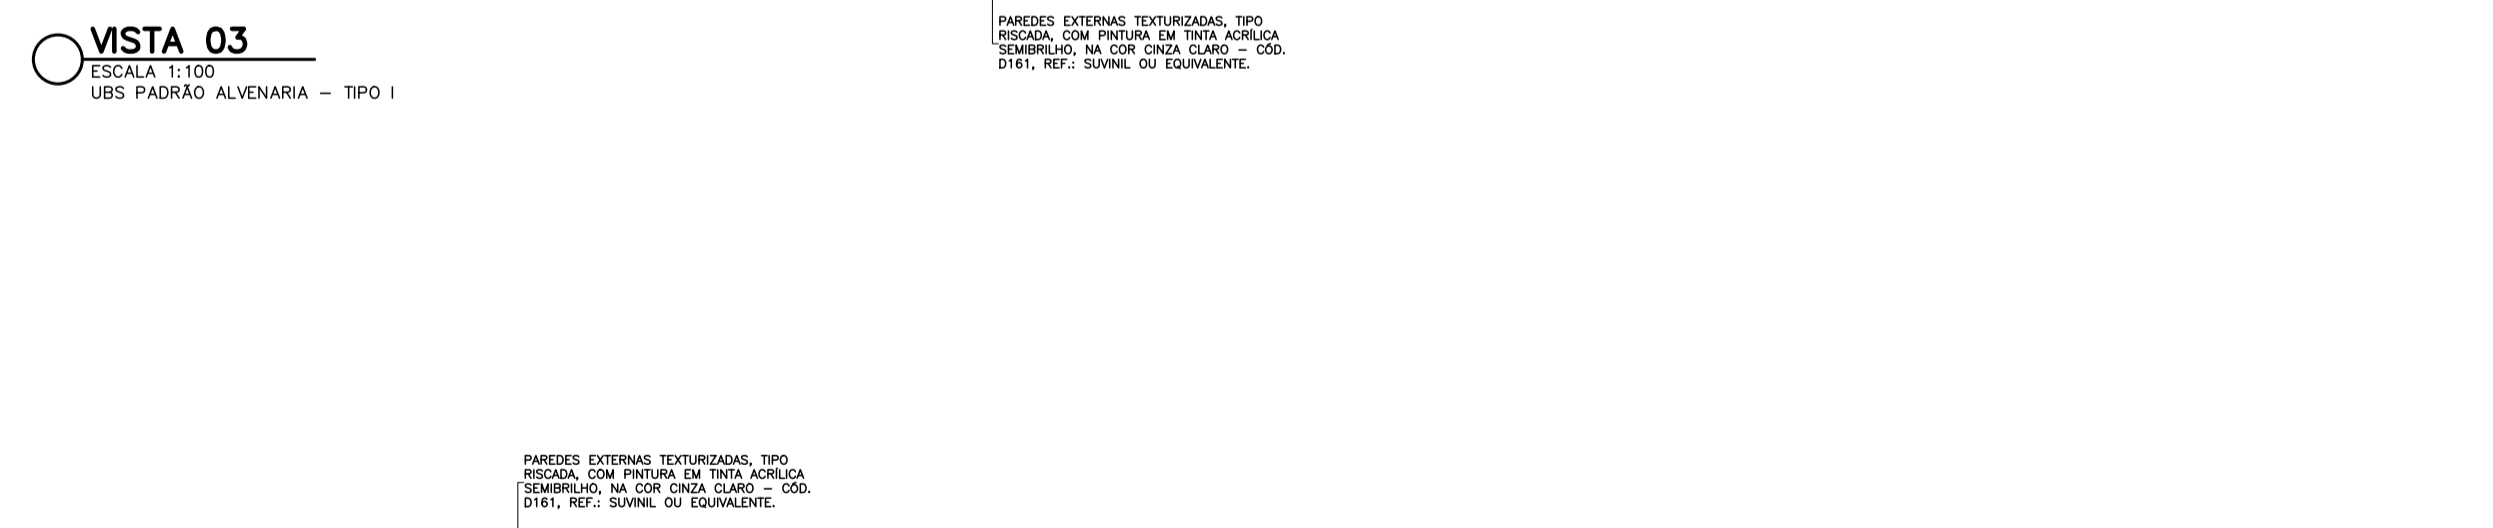 VISTA 03
ESCALA 1:100
UBS PADRÃO ALVENARIA – TIPO I
PAREDES EXTERNAS TEXTURIZADAS, TIPO
RISCADA, COM PINTURA EM TINTA ACRÍLICA
SEMIBRILHO, NA COR CINZA CLARO – CÓD.
D161, REF.: SUVINIL OU EQUIVALENTE.
PAREDES EXTERNAS TEXTURIZADAS, TIPO
RISCADA, COM PINTURA EM TINTA ACRÍLICA
SEMIBRILHO, NA COR CINZA CLARO – CÓD.
D161, REF.: SUVINIL OU EQUIVALENTE.